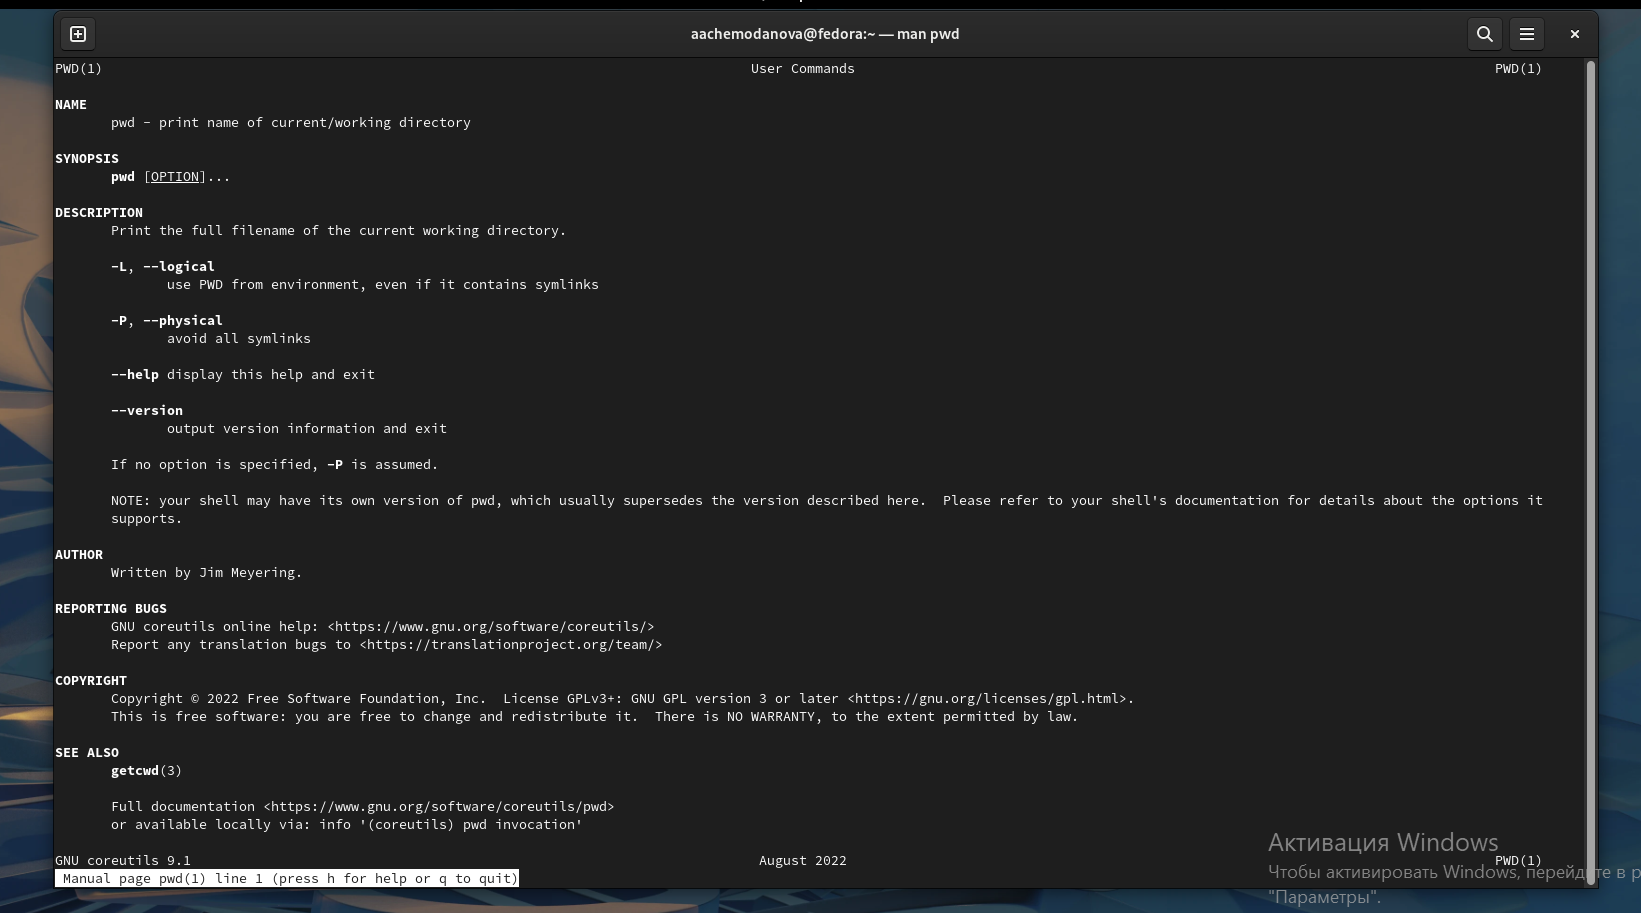 aachemodanova@fedora:~ — man pwd
PWD(1) User Commands PWD(1)
NAME
pwd - print name of current/working directory
SYNOPSIS
pwd [OPTION]...
DESCRIPTION
Print the full filename of the current working directory.
-L, --logical
use PWD from environment, even if it contains symlinks
-P, --physical
avoid all symlinks
--help display this help and exit
--version
output version information and exit
If no option is specified, -P is assumed.
NOTE: your shell may have its own version of pwd, which usually supersedes the version described here.  Please refer to your shell's documentation for details about the options it
supports.
AUTHOR
Written by Jim Meyering.
REPORTING BUGS
GNU coreutils online help: <https://www.gnu.org/software/coreutils/>
Report any translation bugs to <https://translationproject.org/team/>
COPYRIGHT
Copyright © 2022 Free Software Foundation, Inc.  License GPLv3+: GNU GPL version 3 or later <https://gnu.org/licenses/gpl.html>.
This is free software: you are free to change and redistribute it.  There is NO WARRANTY, to the extent permitted by law.
SEE ALSO
getcwd(3)
Full documentation <https://www.gnu.org/software/coreutils/pwd>
or available locally via: info '(coreutils) pwd invocation'
GNU coreutils 9.1 August 2022 PWD(1)
Manual page pwd(1) line 1 (press h for help or q to quit)
Активация Windows
Чтобы активировать Windows, перейдите в р
"Параметры".